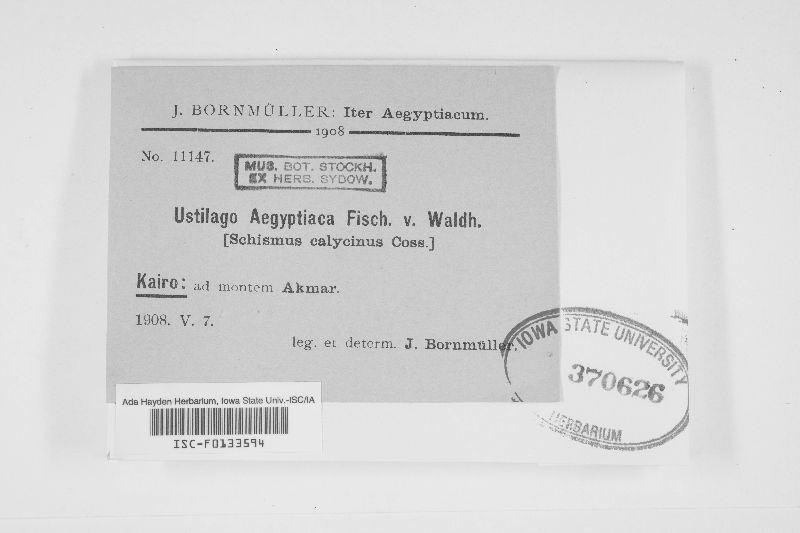 J. BORNMÜLLER: Iter Aegyptiacum.
1908
No. 11147.
MUS. BOT. STOCKH.
EX HERB. SYDOW.
Ustilago Aegyptiaca Fisch. v. Waldh.
[Schismus calycinus Coss.]
Kairo: ad montem Akmar.
1908. V. 7.
leg. et determ. J. Bornmüller.
IOWA STATE UNIVERSITY
370626
HERBARIUM
Ada Hayden Herbarium, Iowa State Univ.-ISC/IA
ISC-F0133594